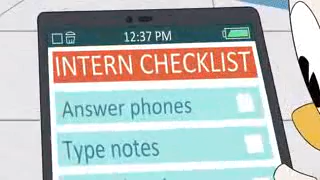 12:37 PM
INTERN CHECKLIST
Answer phones
Type notes